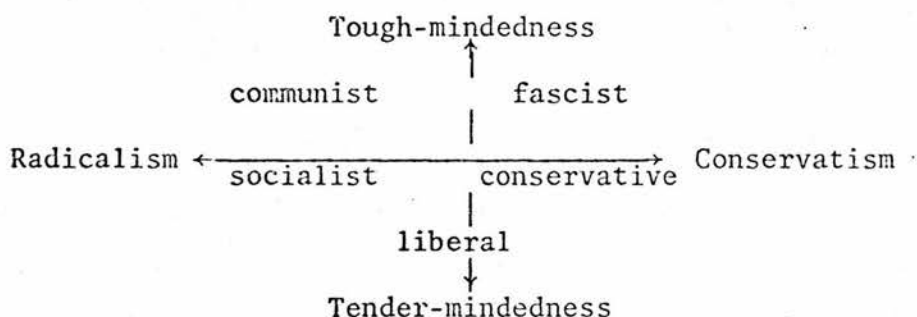 Tough-mindedness
communist fascist
Radicalism Conservatism
socialist conservative
liberal
Tender-mindedness